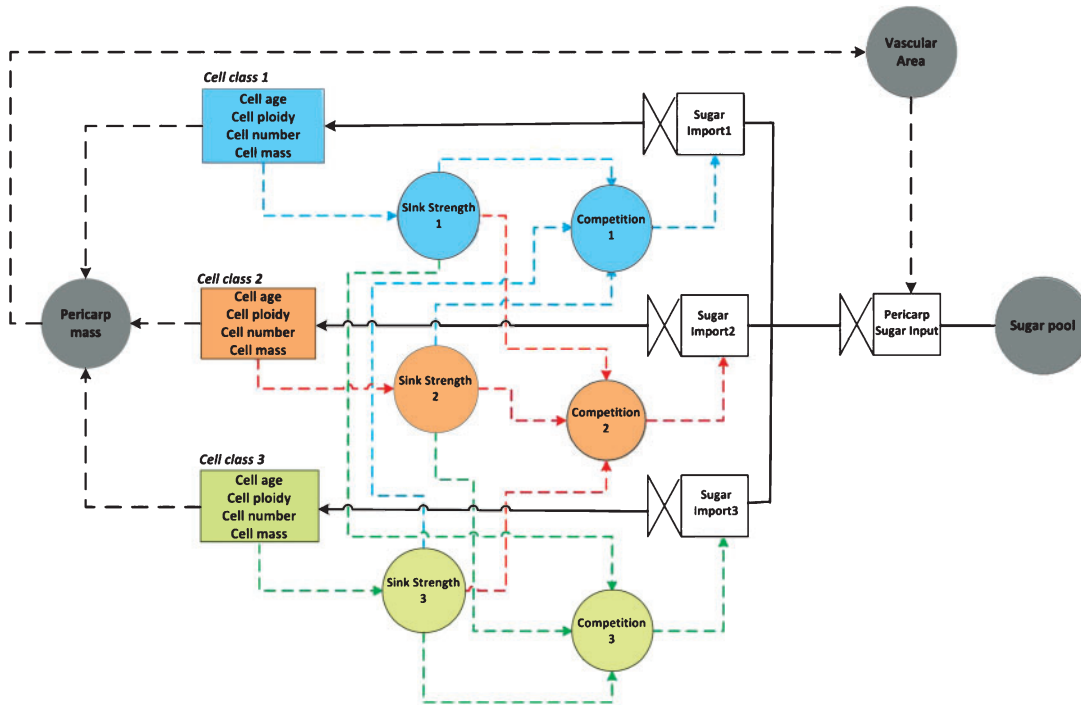 Vascular
Area
Cell class 1
Cell age
Cell ploidy
Cell number
Cell mass
Sugar
Import1
SInk Strength
1
Competition
1
Cell class 2
Cell age
Cell ploidy
Cell number
Cell mass
Pericarp
mass
Sugar
Import2
Pericarp
Sugar Input
Sugar pool
Sink Strength
2
Competition
2
Cell class 3
Cell age
Cell ploidy
Cell number
Cell mass
Sugar
Import3
Sink Strength
3
Competition
3